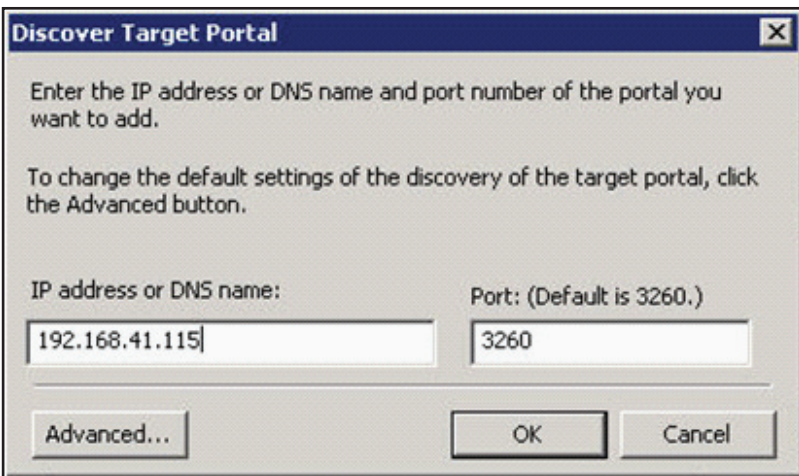 Discover Target Portal
Enter the IP address or DNS name and port number of the portal you
want to add.
To change the default settings of the discovery of the target portal, click
the Advanced button.
IP address or DNS name:
Port: (Default is 3260.)
192.168.41.115
3260
Advanced...
OK
Cancel